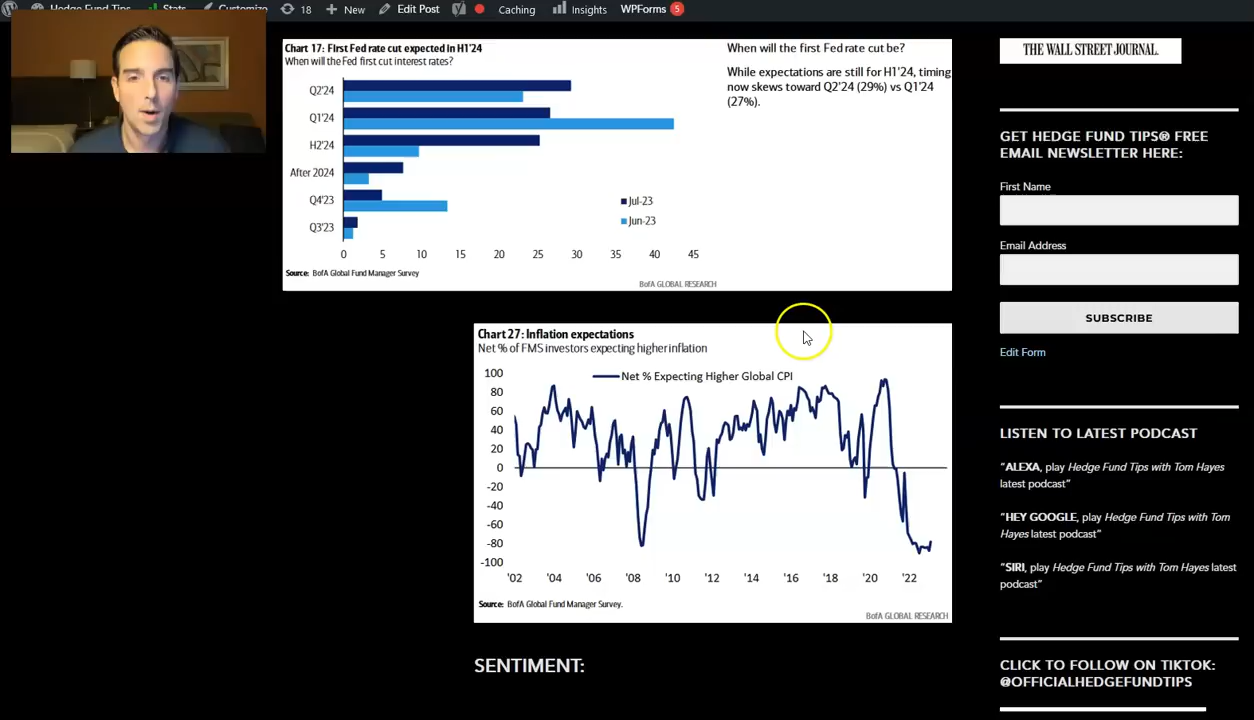 Hedge Fund Tips
Stats
Customize
18
New
Edit Post
Caching
Insights
WPForms
5
Chart 17: First Fed rate cut expected in H1'24
When will the Fed first cut interest rates?
Q2'24
Q1'24
H2'24
After 2024
Q4'23
Q3'23
Jul-23
Jun-23
0 5 10 15 20 25 30 35 40 45
Source: BofA Global Fund Manager Survey
BofA GLOBAL RESEARCH
When will the first Fed rate cut be?
While expectations are still for H1'24, timing
now skews toward Q2'24 (29%) vs Q1'24
(27%).
Chart 27: Inflation expectations
Net % of FMS investors expecting higher inflation
Net % Expecting Higher Global CPI
100
80
60
40
20
0
-20
-40
-60
-80
-100
'02 '04 '06 '08 '10 '12 '14 '16 '18 '20 '22
Source: BofA Global Fund Manager Survey.
BofA GLOBAL RESEARCH
SENTIMENT:
THE WALL STREET JOURNAL.
GET HEDGE FUND TIPS® FREE
EMAIL NEWSLETTER HERE:
First Name
Email Address
SUBSCRIBE
Edit Form
LISTEN TO LATEST PODCAST
"ALEXA, play Hedge Fund Tips with Tom Hayes
latest podcast"
"HEY GOOGLE, play Hedge Fund Tips with Tom
Hayes latest podcast"
"SIRI, play Hedge Fund Tips with Tom Hayes latest
podcast"
CLICK TO FOLLOW ON TIKTOK:
@OFFICIALHEDGEFUNDTIPS